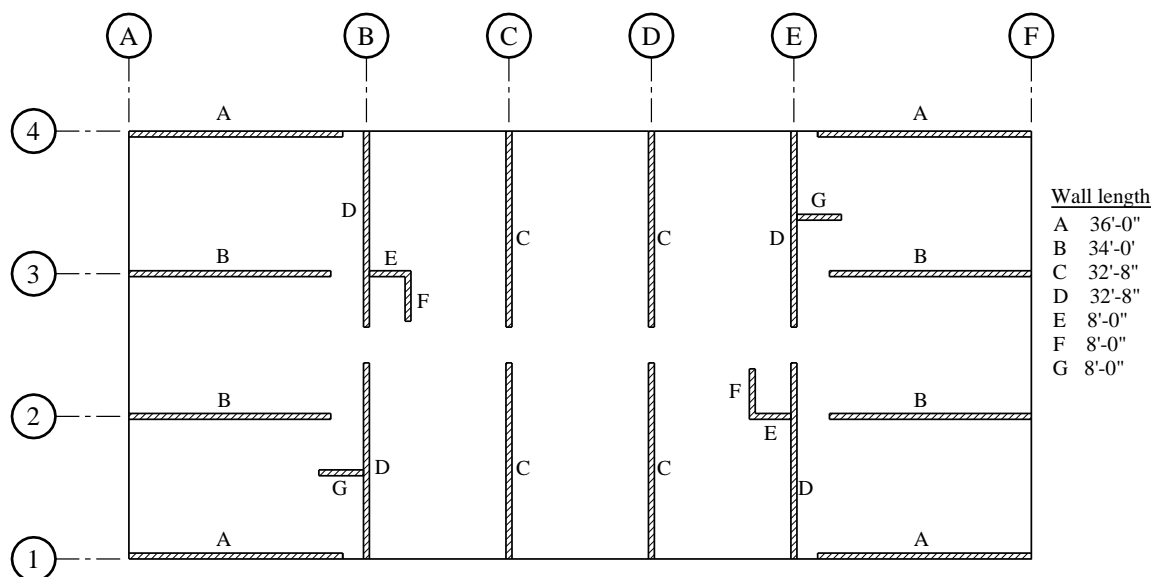 A B C D E F
4 A A
Wall length
D G A 36'-0"
B 34'-0'
C C D C 32'-8"
3 B E B D 32'-8"
F E 8'-0"
F 8'-0"
G 8'-0"
F
2 B B
E
D C C D
G
1 A A